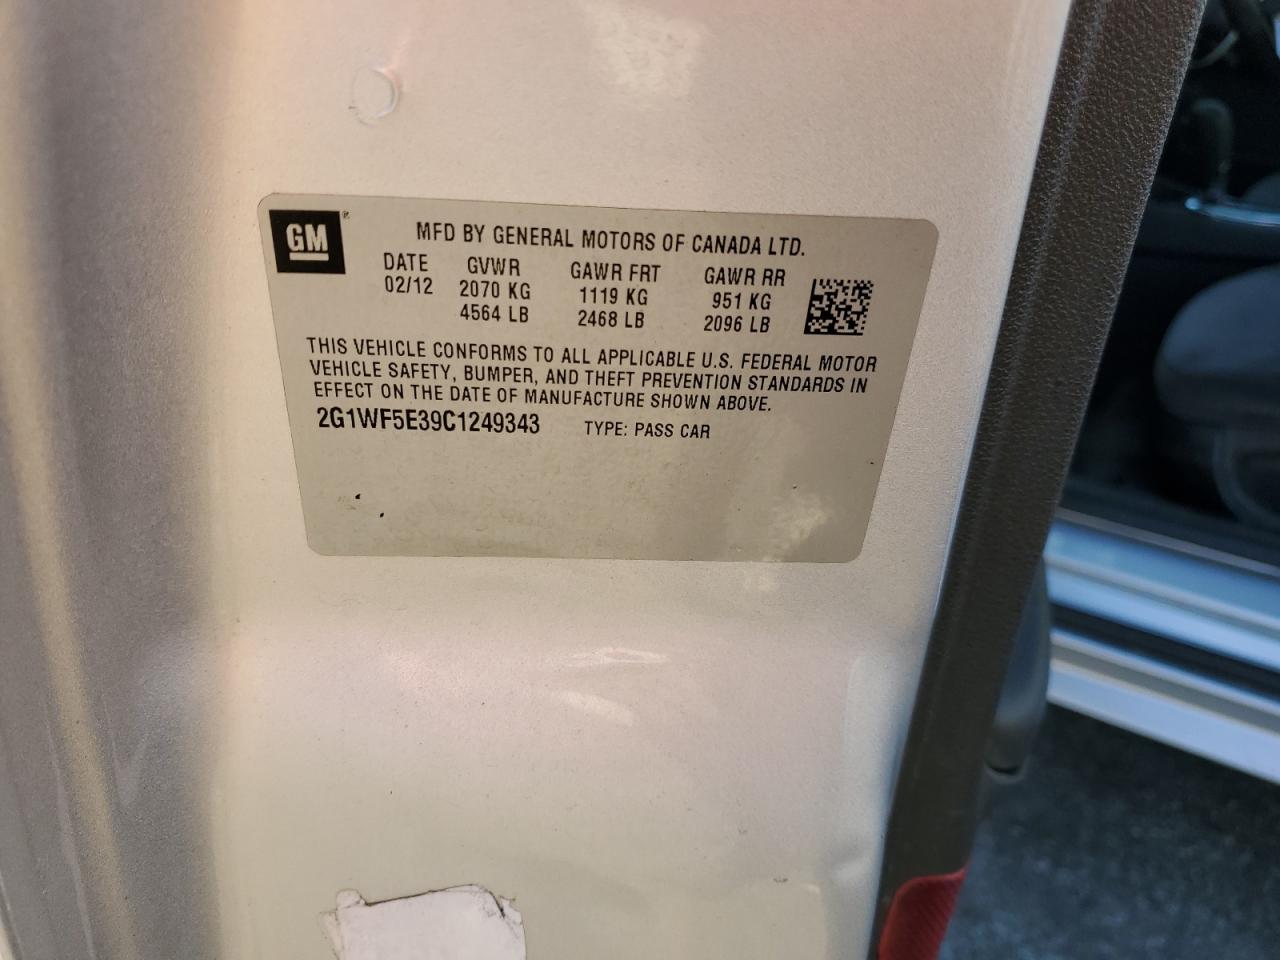 GM®
MFD BY GENERAL MOTORS OF CANADA LTD.
DATE GVWR GAWR FRT GAWR RR
02/12 2070 KG 1119 KG 951 KG
4564 LB 2468 LB 2096 LB
THIS VEHICLE CONFORMS TO ALL APPLICABLE U.S. FEDERAL MOTOR
VEHICLE SAFETY, BUMPER, AND THEFT PREVENTION STANDARDS IN
EFFECT ON THE DATE OF MANUFACTURE SHOWN ABOVE.
2G1WF5E39C1249343 TYPE: PASS CAR